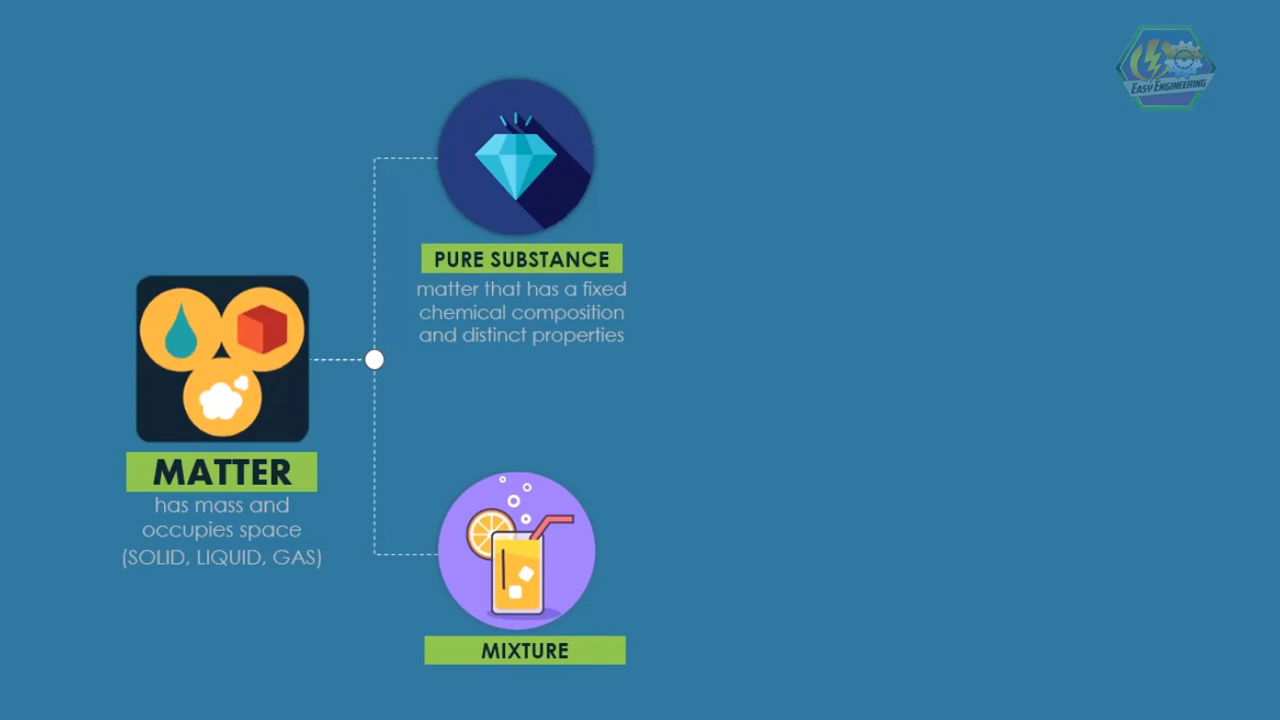 EASY ENGINEERING
PURE SUBSTANCE
matter that has a fixed
chemical composition
and distinct properties
MATTER
has mass and
occupies space
(SOLID, LIQUID, GAS)
MIXTURE